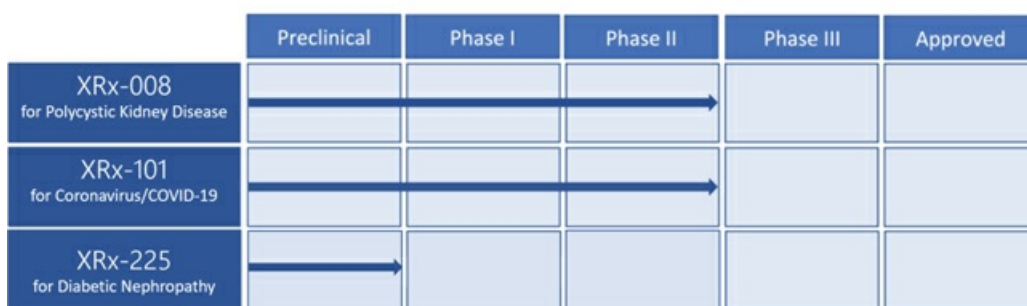 Preclinical Phase I Phase II Phase III Approved
XRx-008
for Polycystic Kidney Disease
XRx-101
for Coronavirus/COVID-19
XRx-225
for Diabetic Nephropathy